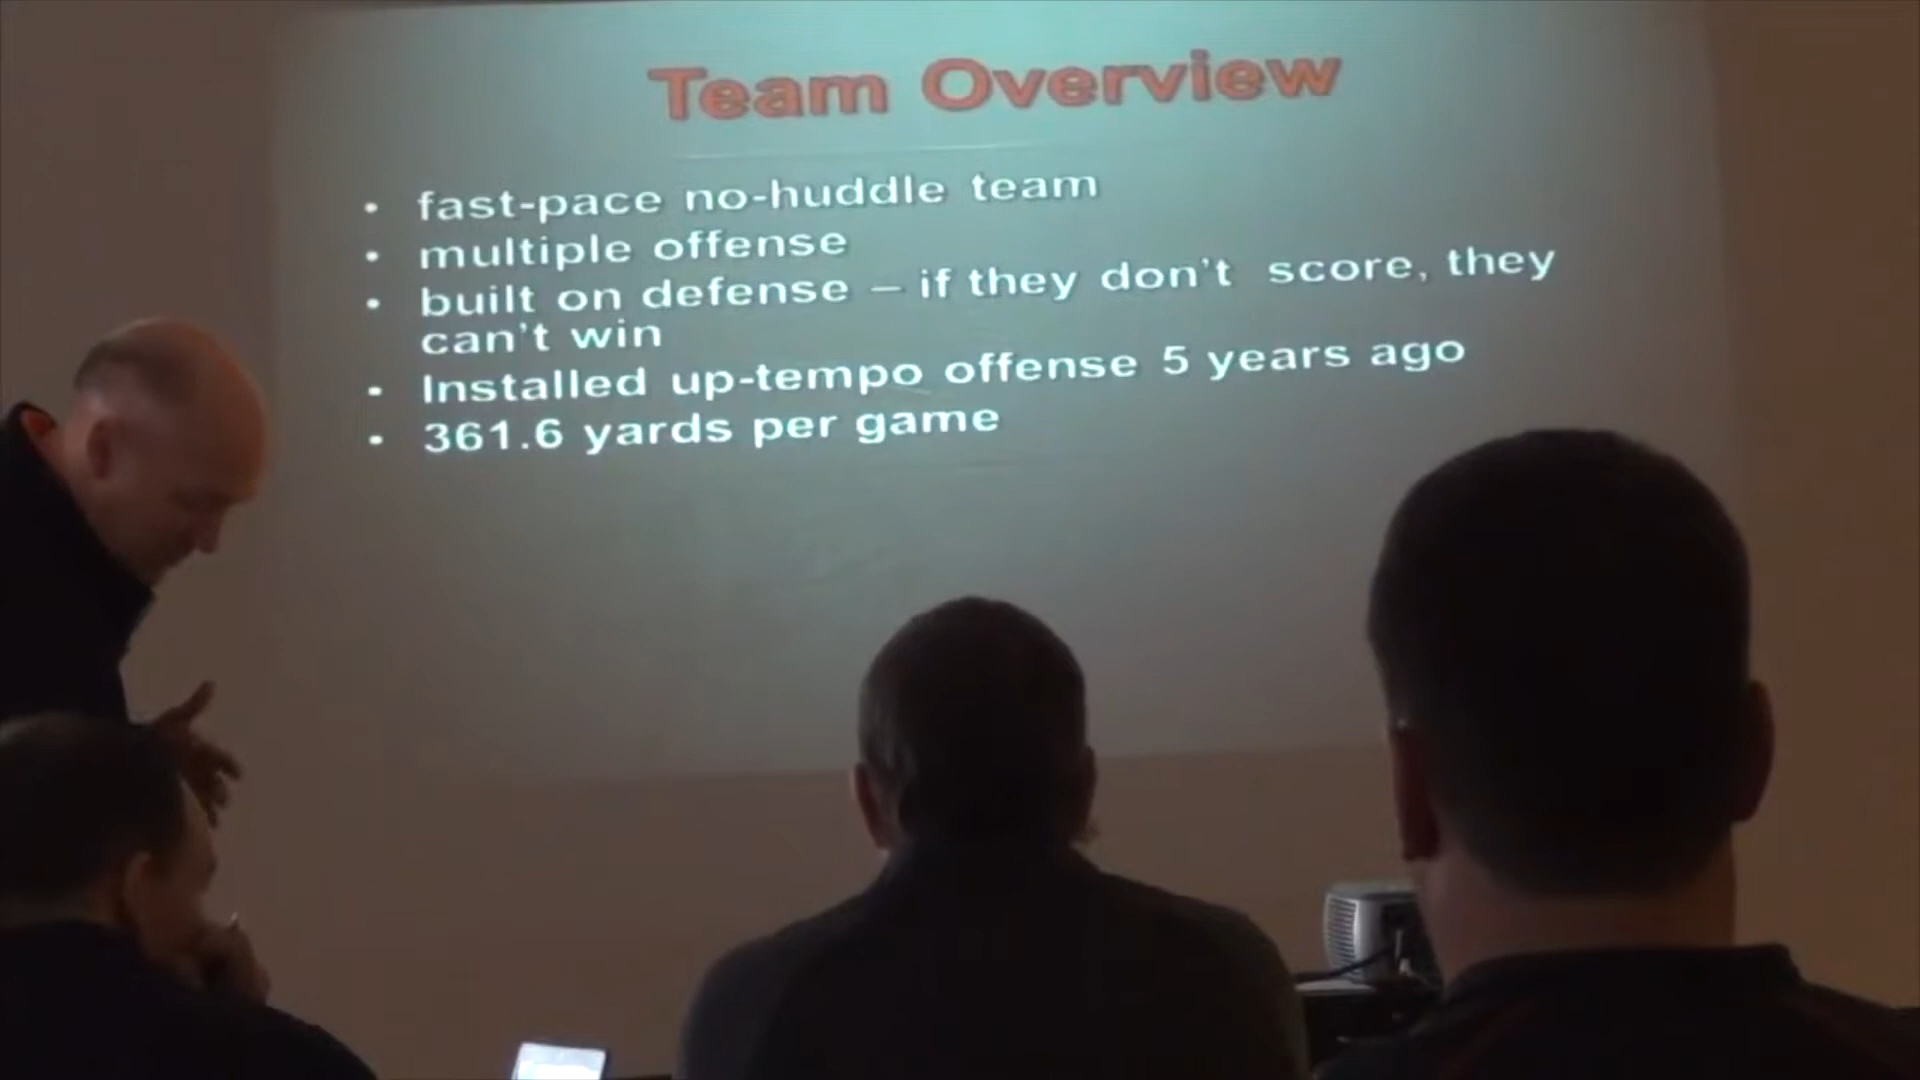 Team Overview
• fast-pace no-huddle team
• multiple offense
• built on defense – if they don't score, they
can't win
• Installed up-tempo offense 5 years ago
• 361.6 yards per game